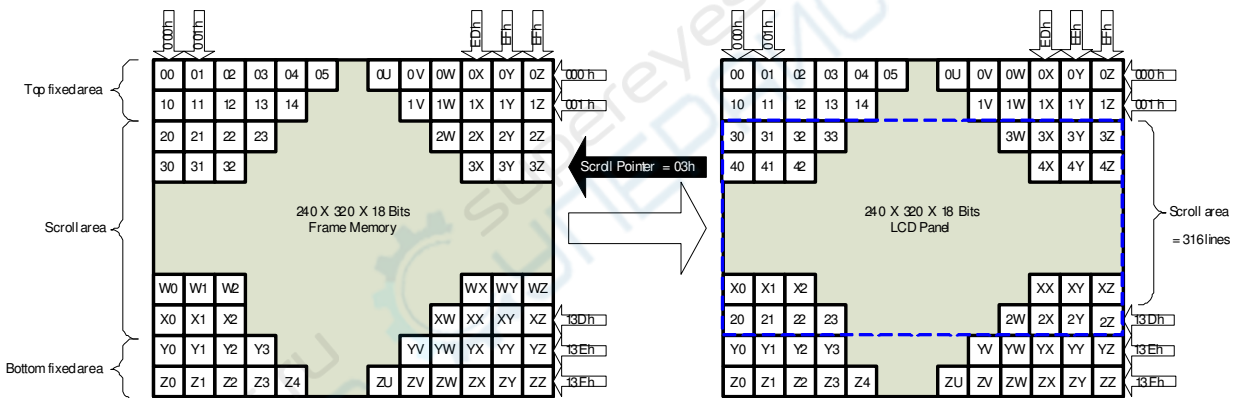 000h 001h EDh EFh EFh 000h 001h EDh EEh EFh
00 01 02 03 04 05 0U 0V 0W 0X 0Y 0Z 000h 00 01 02 03 04 05 0U 0V 0W 0X 0Y 0Z 000h
Top fixed area
10 11 12 13 14 1V 1W 1X 1Y 1Z 001h 10 11 12 13 14 1V 1W 1X 1Y 1Z 001h
20 21 22 23 2W 2X 2Y 2Z 30 31 32 33 3W 3X 3Y 3Z
30 31 32 3X 3Y 3Z Scroll Pointer = 03h 40 41 42 4X 4Y 4Z
240 X 320 X 18 Bits 240 X 320 X 18 Bits Scroll area
Scroll area Frame Memory LCD Panel = 316 lines
W0 W1 W2 WX WY WZ X0 X1 X2 XX XY XZ
X0 X1 X2 XW XX XY XZ 13Dh 20 21 22 23 2W 2X 2Y 2Z 13Dh
Y0 Y1 Y2 Y3 YV YW YX YY YZ 13Eh Y0 Y1 Y2 Y3 YV YW YX YY YZ 13Eh
Bottom fixed area
Z0 Z1 Z2 Z3 Z4 ZU ZV ZW ZX ZY ZZ 13Fh Z0 Z1 Z2 Z3 Z4 ZU ZV ZW ZX ZY ZZ 13Fh